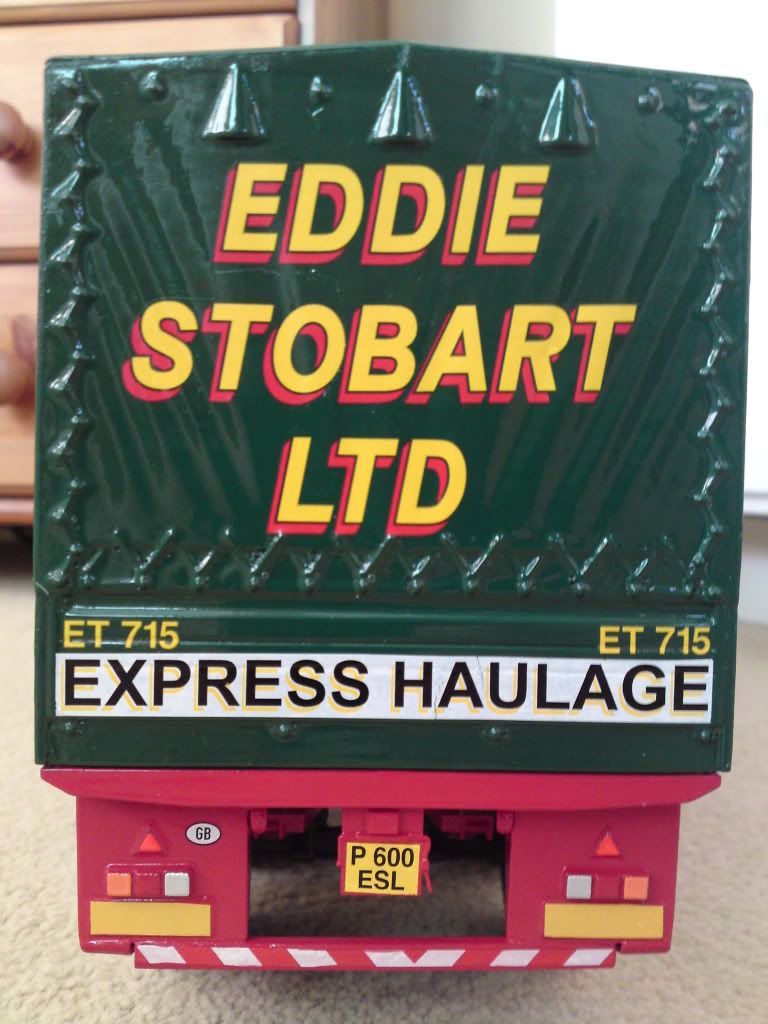 EDDIE
STOBART
LTD
ET 715 ET 715
EXPRESS HAULAGE
GB
P 600
ESL